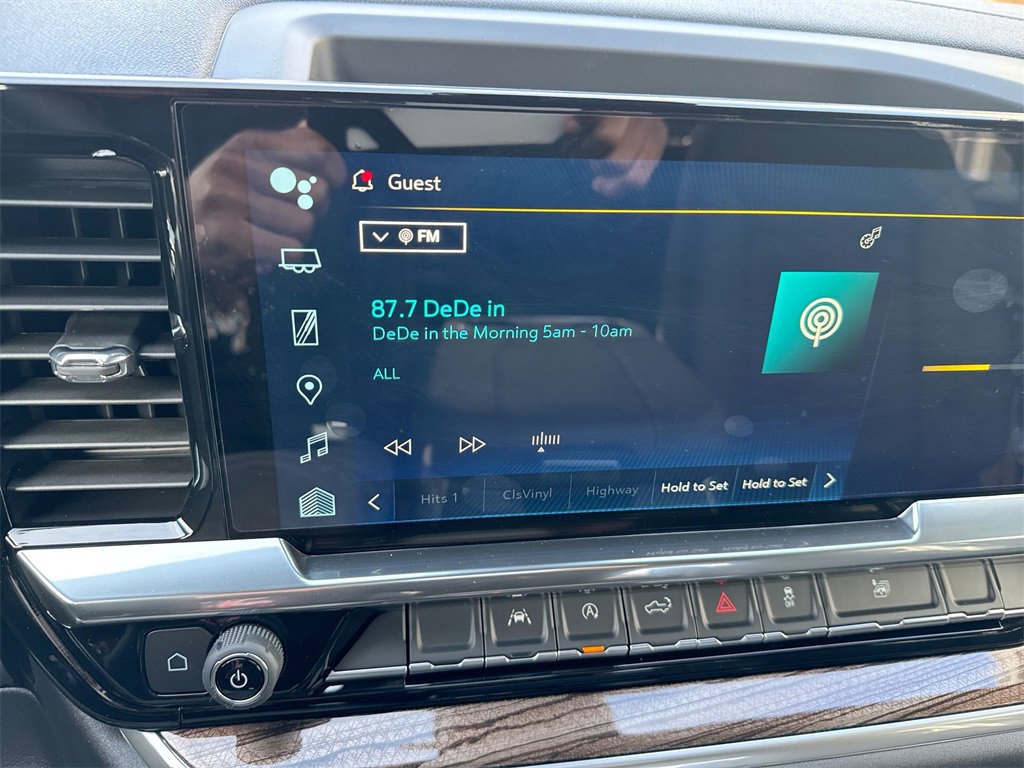 Guest
FM
87.7 DeDe in
DeDe in the Morning 5am - 10am
ALL
Hits 1
ClsVinyl
Highway
Hold to Set
Hold to Set
A